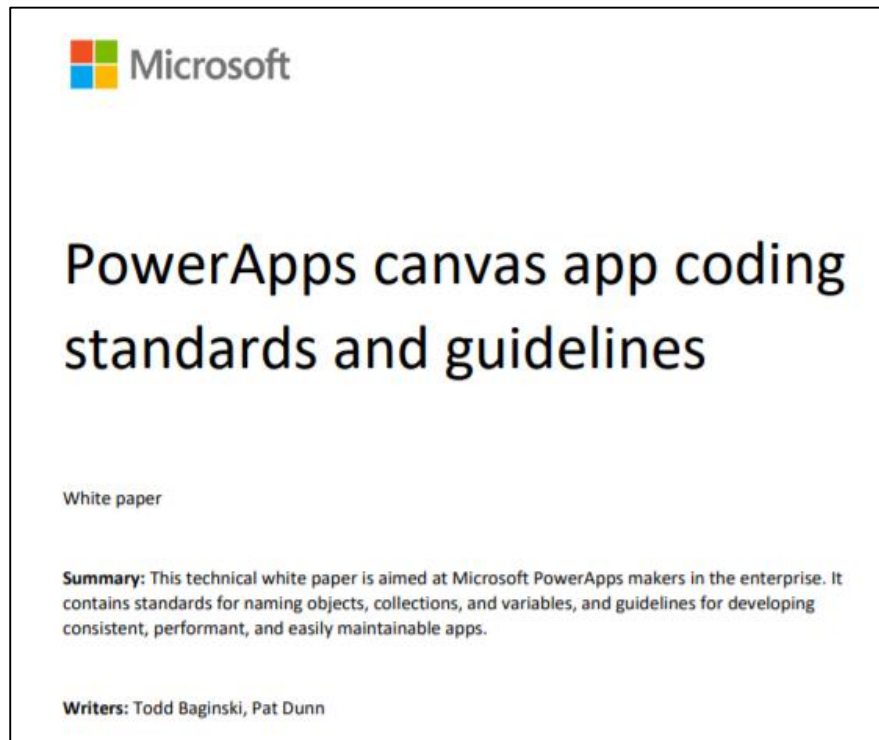 Microsoft
PowerApps canvas app coding
standards and guidelines
White paper
Summary: This technical white paper is aimed at Microsoft PowerApps makers in the enterprise. It
contains standards for naming objects, collections, and variables, and guidelines for developing
consistent, performant, and easily maintainable apps.
Writers: Todd Baginski, Pat Dunn